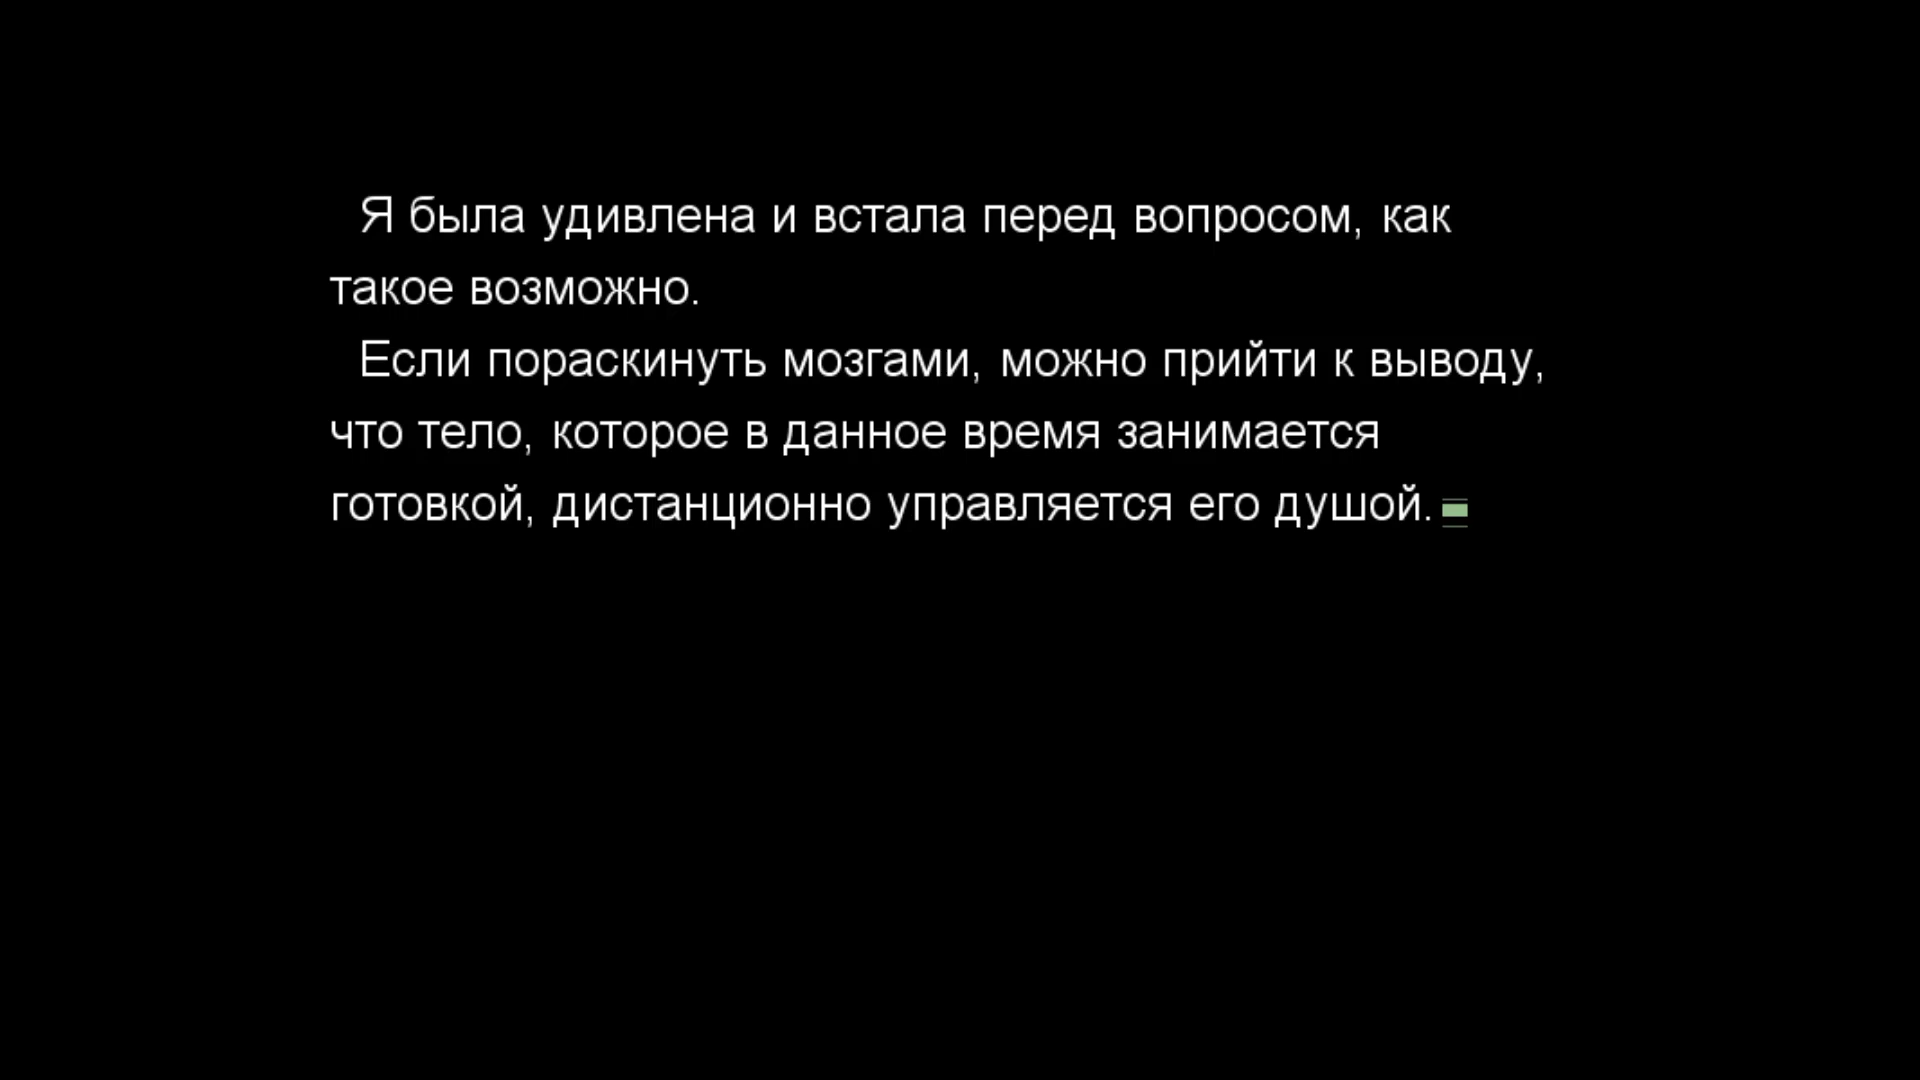 Я была удивлена и встала перед вопросом, как
такое возможно.
Если пораскинуть мозгами, можно прийти к выводу,
что тело, которое в данное время занимается
готовкой, дистанционно управляется его душой.